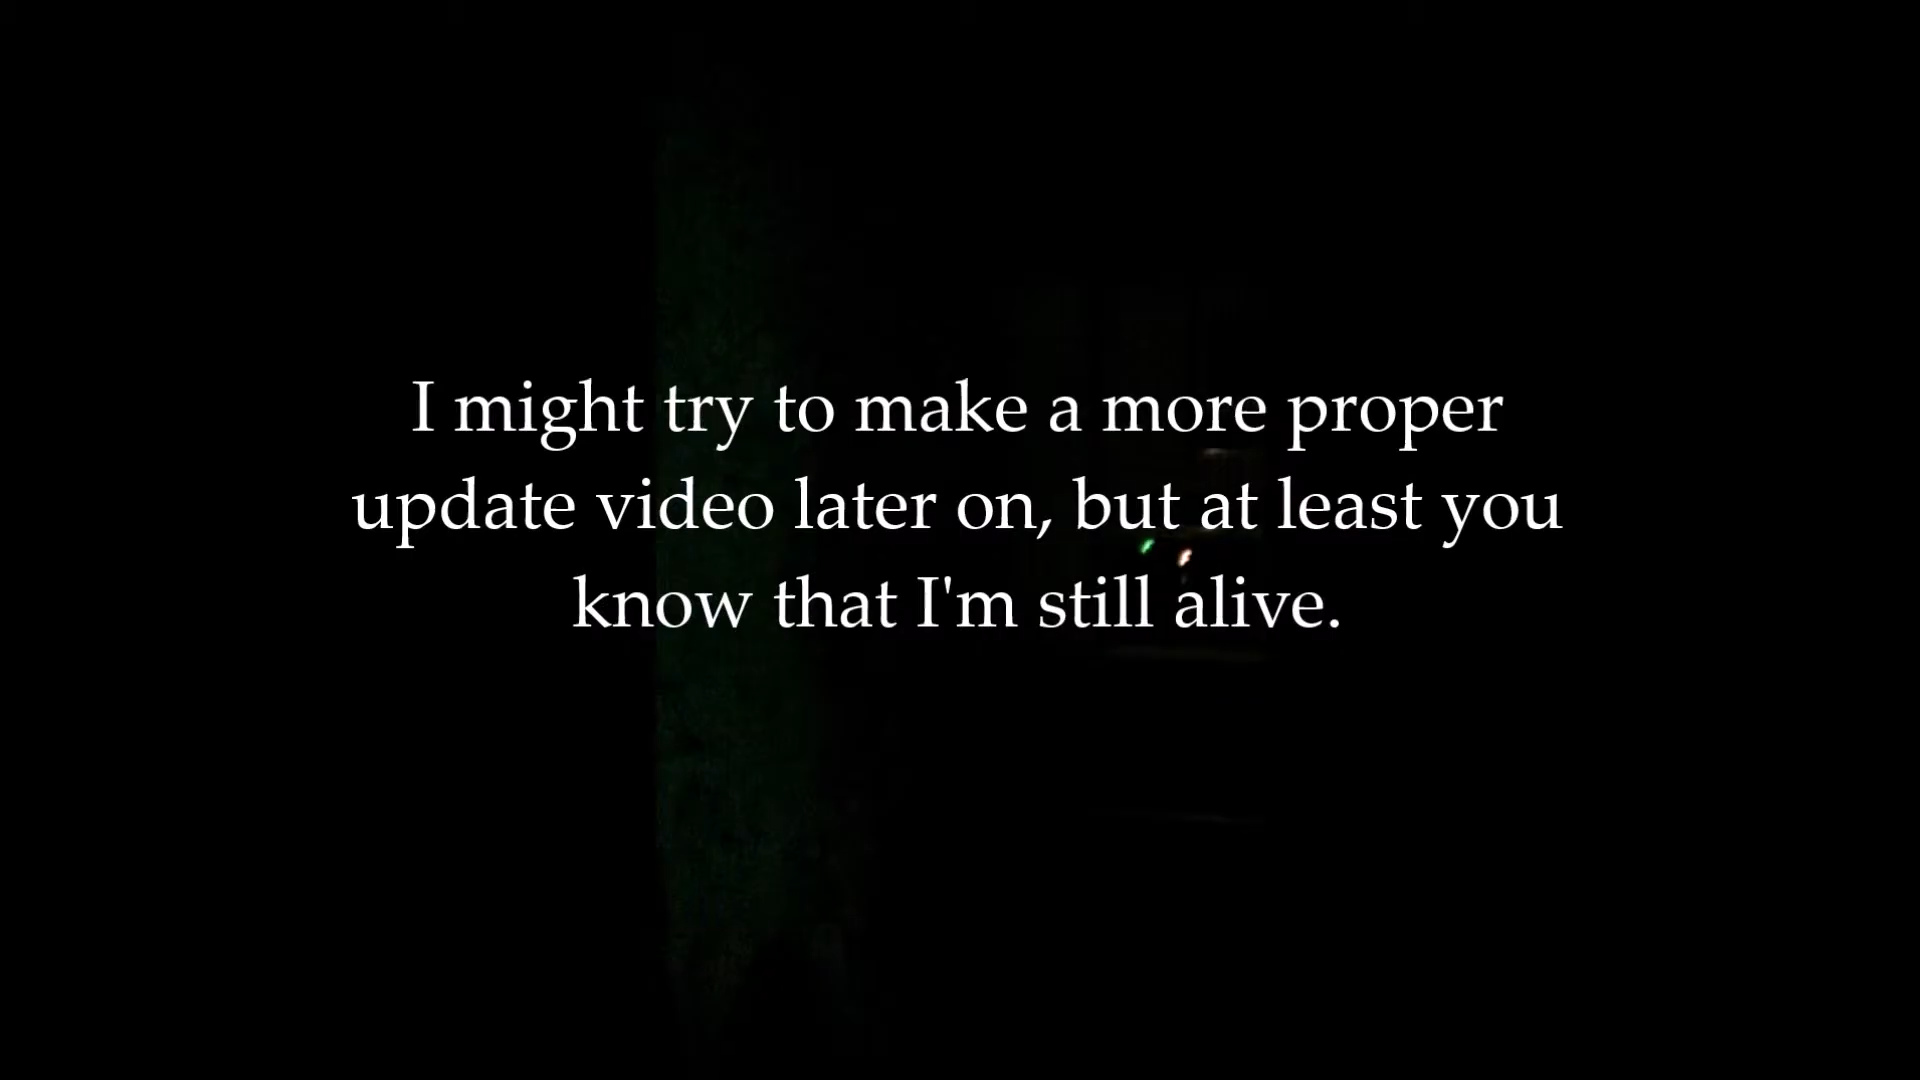 I might try to make a more proper
update video later on, but at least you
know that I'm still alive.